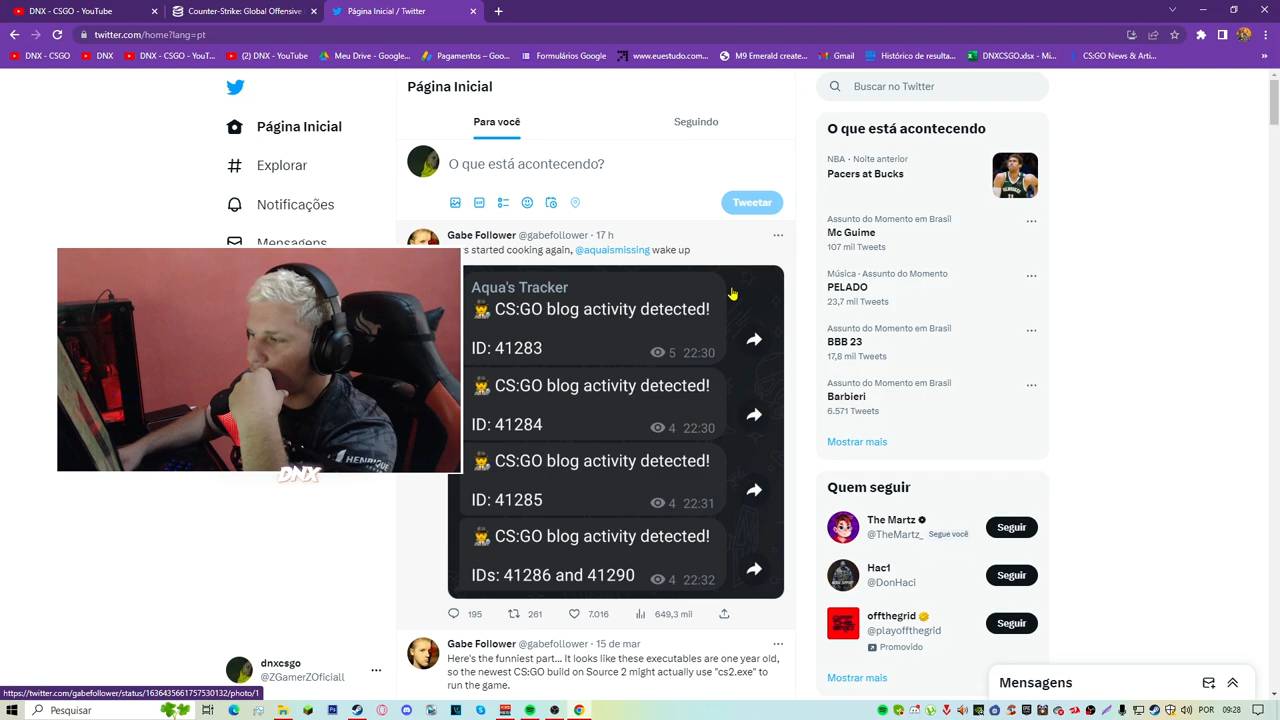 DNX - CSGO
Explorar
DNX - CSGO
twitter.com/home?lang=pt
DNX - CSGO
(50) YouTube
DNX - CSGO
(2) YouTube
Meu Drive - Google...
Pagamentos – Goo...
Formulários Google
www.euestudo.com...
M9 Emerald croche...
Gmail
Histórico de resulta...
DNXCSGO.xlsx - Mi...
CS:GO News & Arti...
»
Página Inicial
Explorar
Notificações
Mensagens
Página Inicial
Para você
Seguindo
O que está acontecendo?
Tweetar
Gabe Follower @gabefollower · 17 h
s started cooking again, @aquaismissing wake up
Aqua's Tracker
CS:GO blog activity detected!
ID: 41283
5 22:30
CS:GO blog activity detected!
ID: 41284
4 22:30
CS:GO blog activity detected!
ID: 41285
4 22:31
CS:GO blog activity detected!
IDs: 41286 and 41290
4 22:32
195
261
7.016
649,3 mil
Gabe Follower @gabefollower · 15 de mar
Here's the funniest part... It looks like these executables are one year old,
so the newest CS:GO build on Source 2 might actually use "cs2.exe" to
run the game.
HENRIQUE
DNX
dnxcsgo
@ZGamerZOficiall
https://twitter.com/gabefollower/status/1636435661757530132/photo/1
Buscar no Twitter
O que está acontecendo
NBA · Noite anterior
Pacers at Bucks
Assunto do Momento em Brasil
Mc Guime
107 mil Tweets
Música · Assunto do Momento
PELADO
23,7 mil Tweets
Assunto do Momento em Brasil
BBB 23
17,8 mil Tweets
Assunto do Momento em Brasil
Barbieri
6.571 Tweets
Mostrar mais
Quem seguir
The Martz
@TheMartz_ Segue você
Seguir
Hac1
@DonHaci
Seguir
offthegrid
@playoffthegrid
Promovido
Seguir
Mostrar mais
Mensagens
Pesquisar
POR
09:28